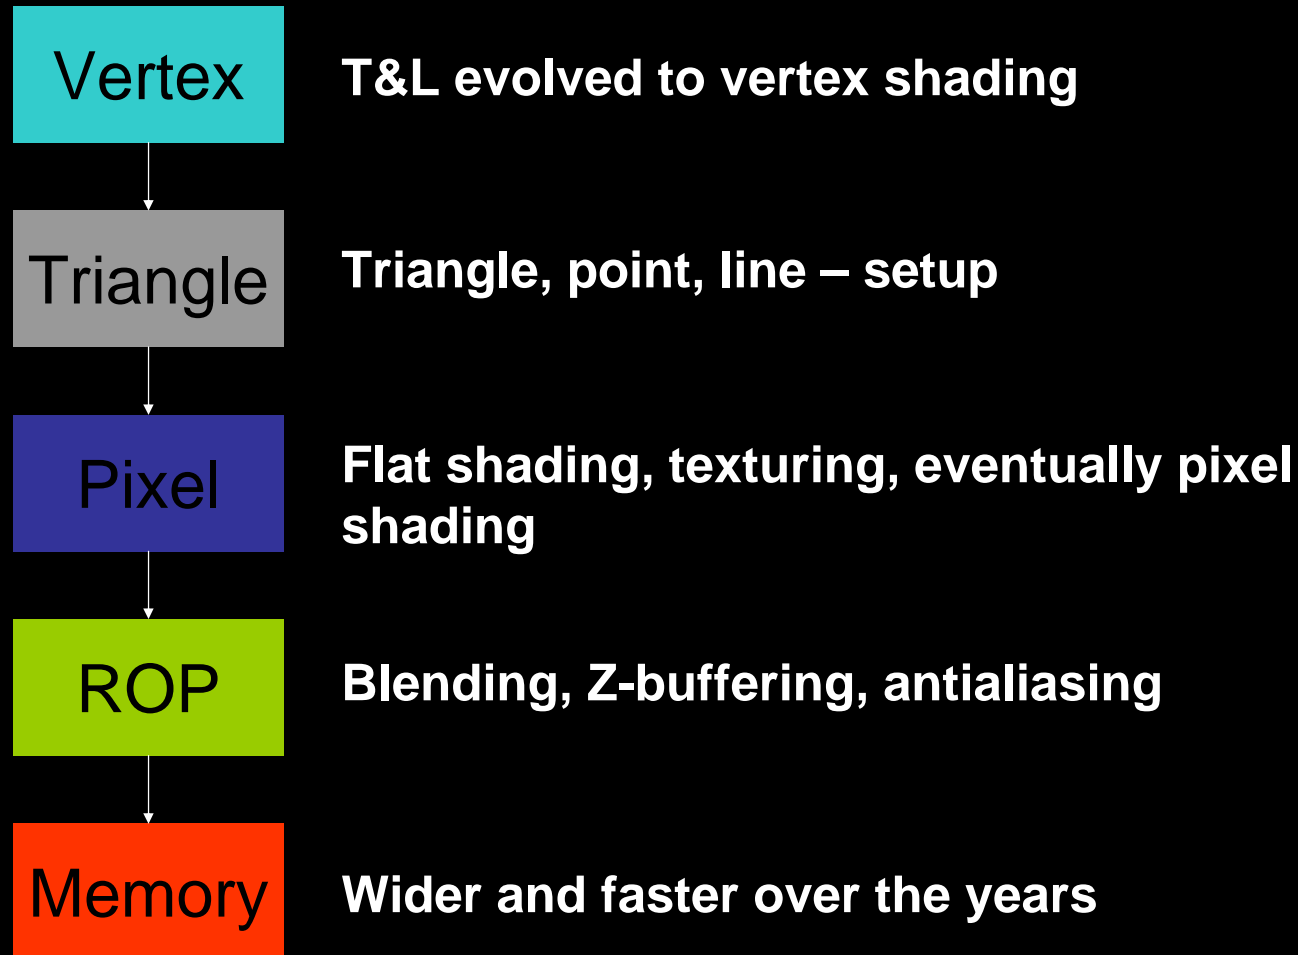 Vertex
T&L evolved to vertex shading
Triangle
Triangle, point, line – setup
Pixel
Flat shading, texturing, eventually pixel
shading
ROP
Blending, Z-buffering, antialiasing
Memory
Wider and faster over the years